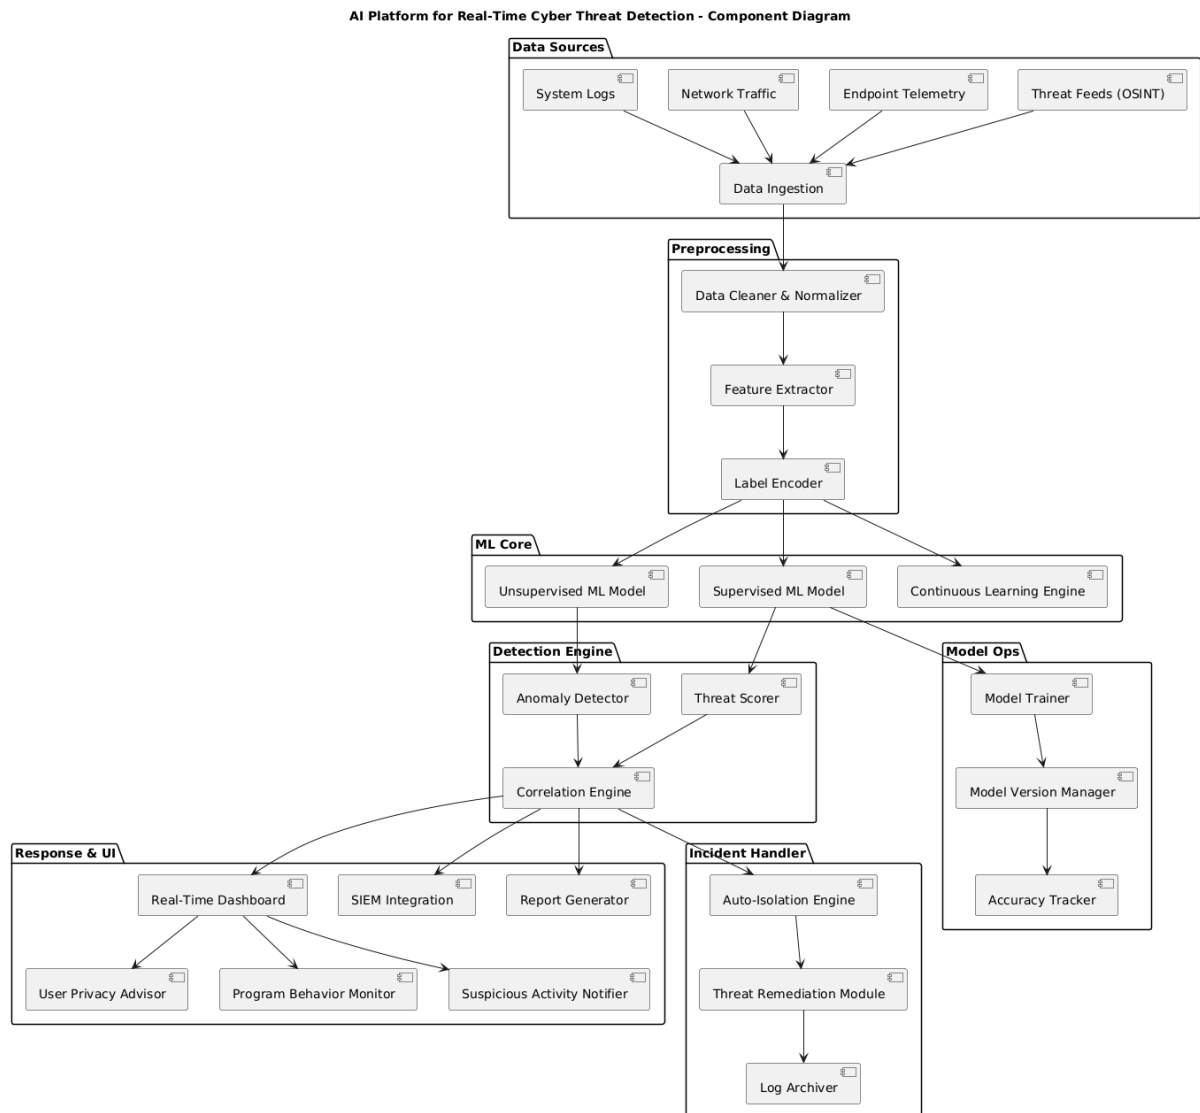 AI Platform for Real-Time Cyber Threat Detection - Component Diagram
Data Sources
System Logs
Network Traffic
Endpoint Telemetry
Threat Feeds (OSINT)
Data Ingestion
Preprocessing
Data Cleaner & Normalizer
Feature Extractor
Label Encoder
ML Core
Unsupervised ML Model
Supervised ML Model
Continuous Learning Engine
Detection Engine
Anomaly Detector
Threat Scorer
Correlation Engine
Model Ops
Model Trainer
Model Version Manager
Accuracy Tracker
Response & UI
Real-Time Dashboard
SIEM Integration
Report Generator
User Privacy Advisor
Program Behavior Monitor
Suspicious Activity Notifier
Incident Handler
Auto-Isolation Engine
Threat Remediation Module
Log Archiver